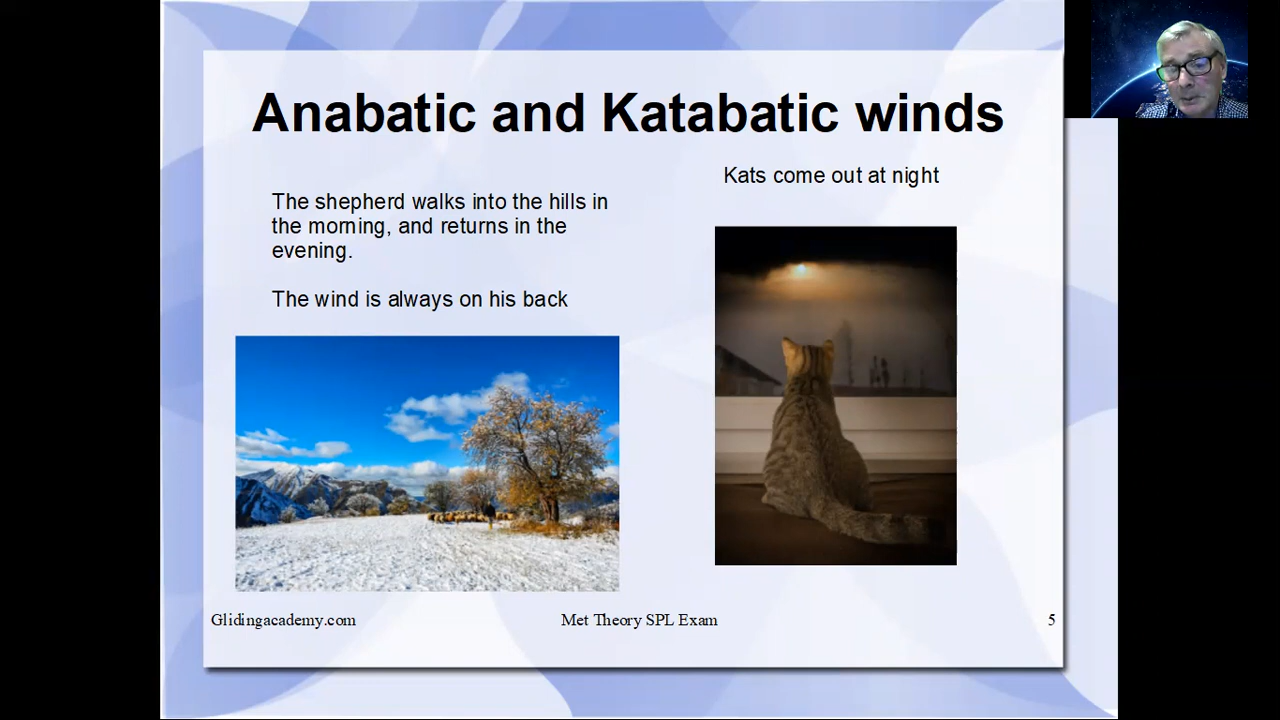 Anabatic and Katabatic winds
Kats come out at night
The shepherd walks into the hills in
the morning, and returns in the
evening.
The wind is always on his back
Glidingacademy.com
Met Theory SPL Exam
5